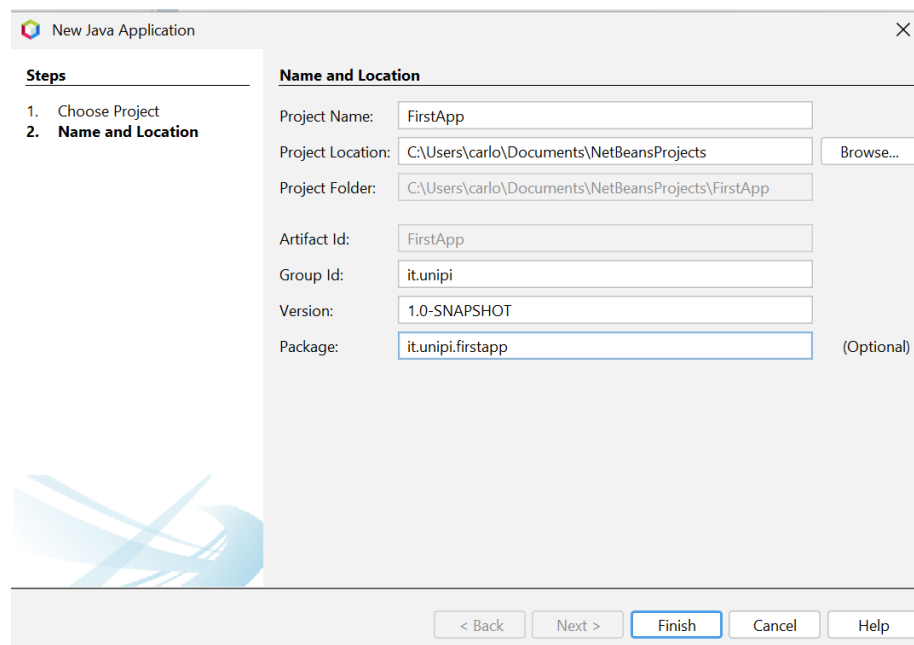 New Java Application
Steps
1. Choose Project
2. Name and Location
Name and Location
Project Name: FirstApp
Project Location: C:\Users\carlo\Documents\NetBeansProjects Browse...
Project Folder: C:\Users\carlo\Documents\NetBeansProjects\FirstApp
Artifact Id: FirstApp
Group Id: it.unipi
Version: 1.0-SNAPSHOT
Package: it.unipi.firstapp (Optional)
< Back Next > Finish Cancel Help